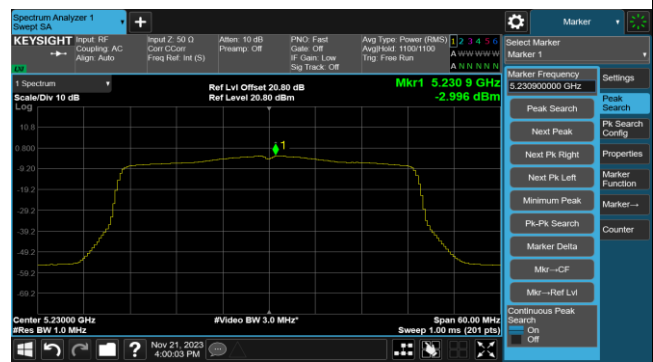 Spectrum Analyzer 1
Swept SA
Marker
KEYSIGHT
Input: RF
Coupling: AC
Align: Auto
Input Z: 50 Ω
Corr CCorr
Freq Ref: Int (S)
Atten: 10 dB
Preamp: Off
PNO: Fast
Gate: Off
IF Gain: Low
Sig Track: Off
Avg Type: Power (RMS)
Avg|Hold: 1100/1100
Trig: Free Run
1 2 3 4 5 6
A W W W W W
A N N N N N
Select Marker
Marker 1
1 Spectrum
Scale/Div 10 dB
Log
Ref Lvl Offset 20.80 dB
Ref Level 20.80 dBm
Mkr1 5.230 9 GHz
-2.996 dBm
10.8
0.800
-9.20
-19.2
-29.2
-39.2
-49.2
-59.2
-69.2
1
Center 5.23000 GHz
#Res BW 1.0 MHz
#Video BW 3.0 MHz*
Span 60.00 MHz
Sweep 1.00 ms (201 pts)
Marker Frequency
5.230900000 GHz
Peak Search
Next Peak
Next Pk Right
Next Pk Left
Minimum Peak
Pk-Pk Search
Marker Delta
Mkr→CF
Mkr→Ref Lvl
Continuous Peak
Search
On
Off
Settings
Peak
Search
Pk Search
Config
Properties
Marker
Function
Marker→
Counter
?
Nov 21, 2023
4:00:03 PM